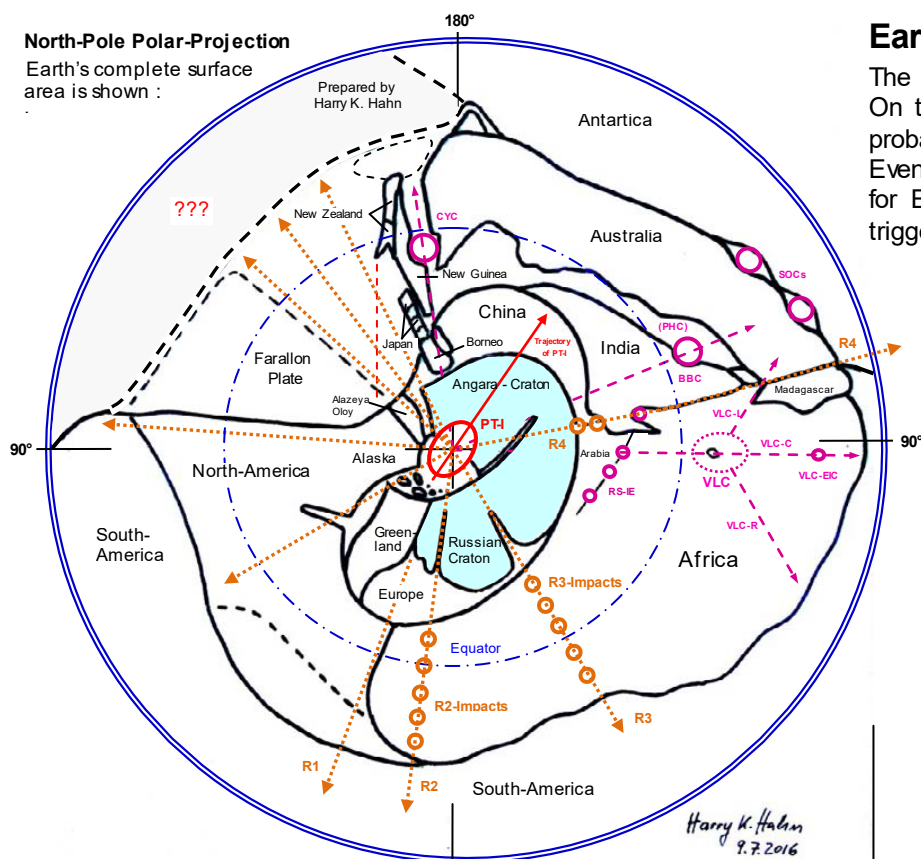 180°
North-Pole Polar-Projection
Earth's complete surface
area is shown :
:
Prepared by
Harry K. Hahn
Ear
The
On t
proba
Even
for E
trigge
Antartica
???
New Zealand
CYC
Australia
SOCs
New Guinea
China
(PHC)
R4
Japan
Borneo
Trajectory
of PT-I
India
Farallon
Plate
BBC
Angara - Craton
Madagascar
Alazeya
Oloy
PT-I
VLC-L
90°
R4
90°
North-America
Alaska
Arabia
VLC-C
VLC
VLC-EIC
RS-IE
VLC-R
South-
America
Green-
land
Russian
Craton
Africa
Europe
R3-Impacts
Equator
R2-Impacts
R3
R1
R2
South-America
Harry K. Hahn
9.7.2016